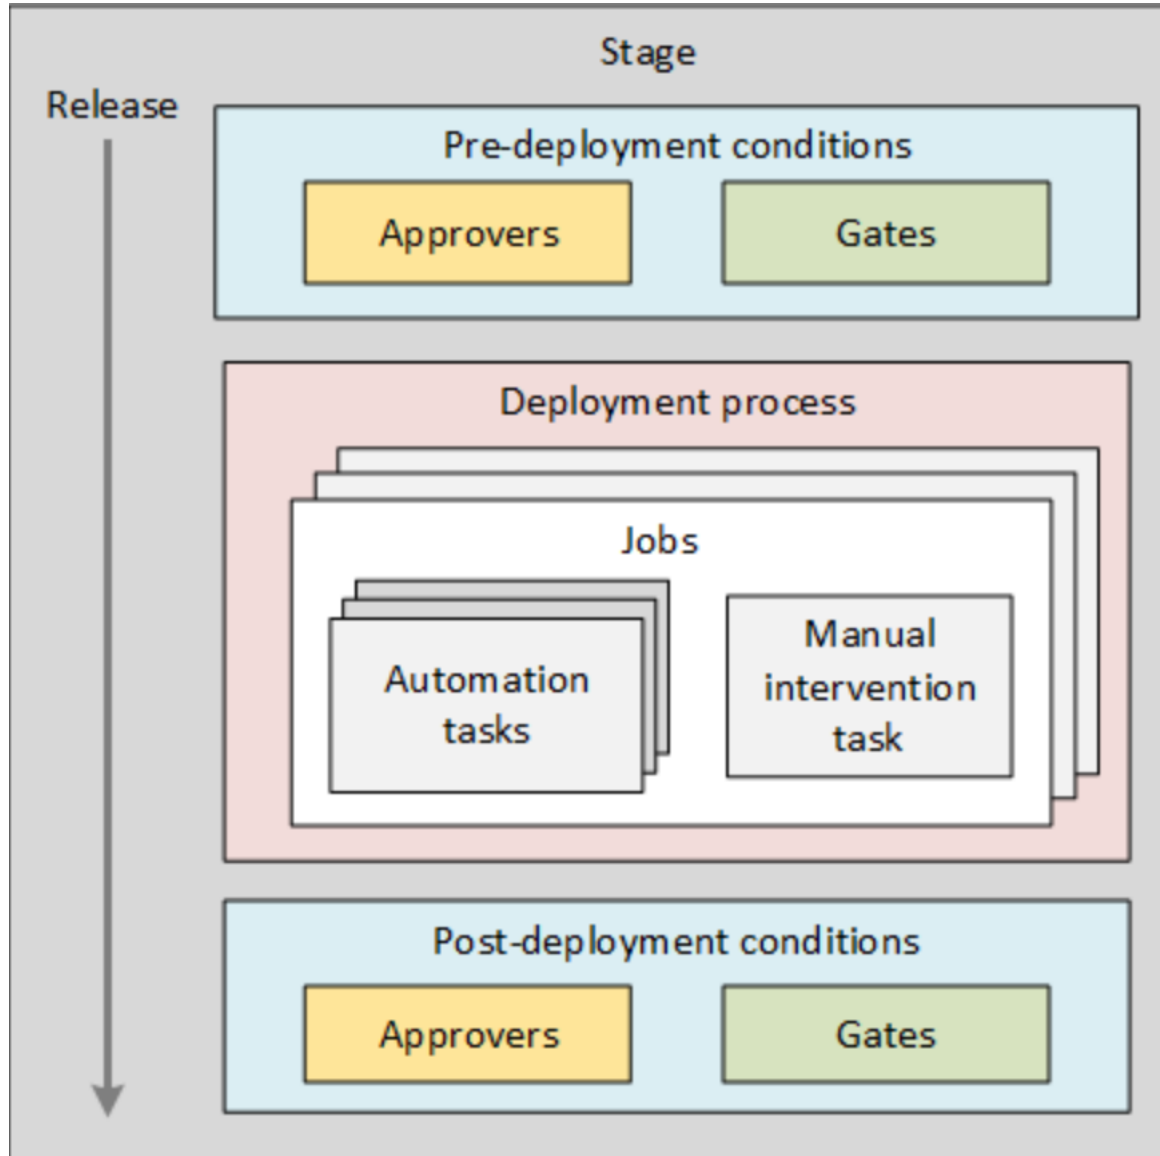 Stage
Release
Pre-deployment conditions
Approvers
Gates
Deployment process
Jobs
Automation
tasks
Manual
intervention
task
Post-deployment conditions
Approvers
Gates